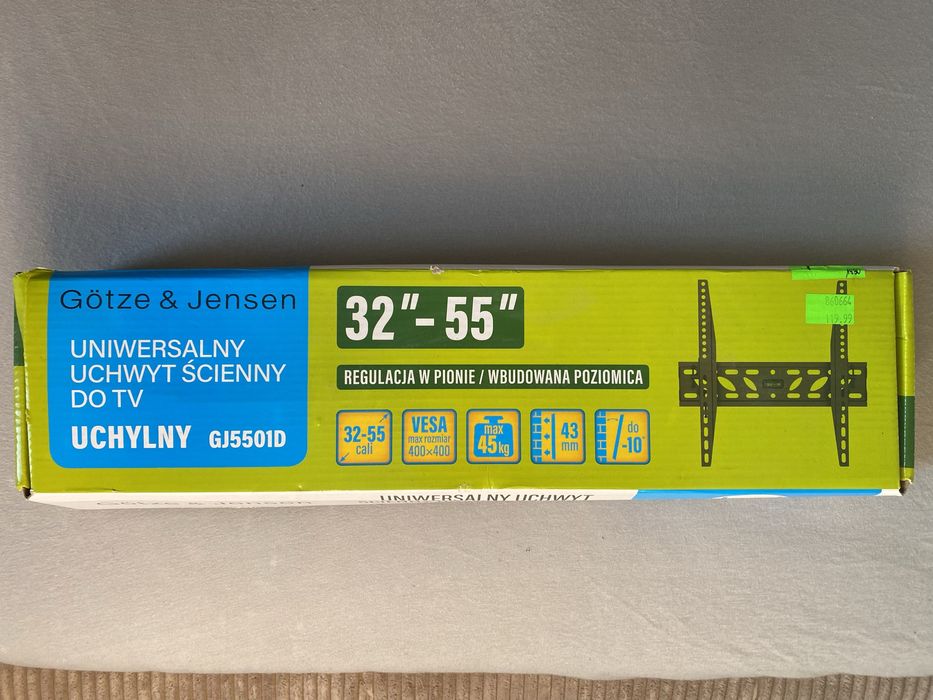 Götze & Jensen
UNIWERSALNY
UCHWYT ŚCIENNY
DO TV
UCHYLNY GJ5501D
32"- 55"
REGULACJA W PIONIE / WBUDOWANA POZIOMICA
32-55
cali
VESA
max rozmiar
400×400
max
45kg
43
mm
do
-10°
860664
119.99
UNIWERSALNY UCHWYT